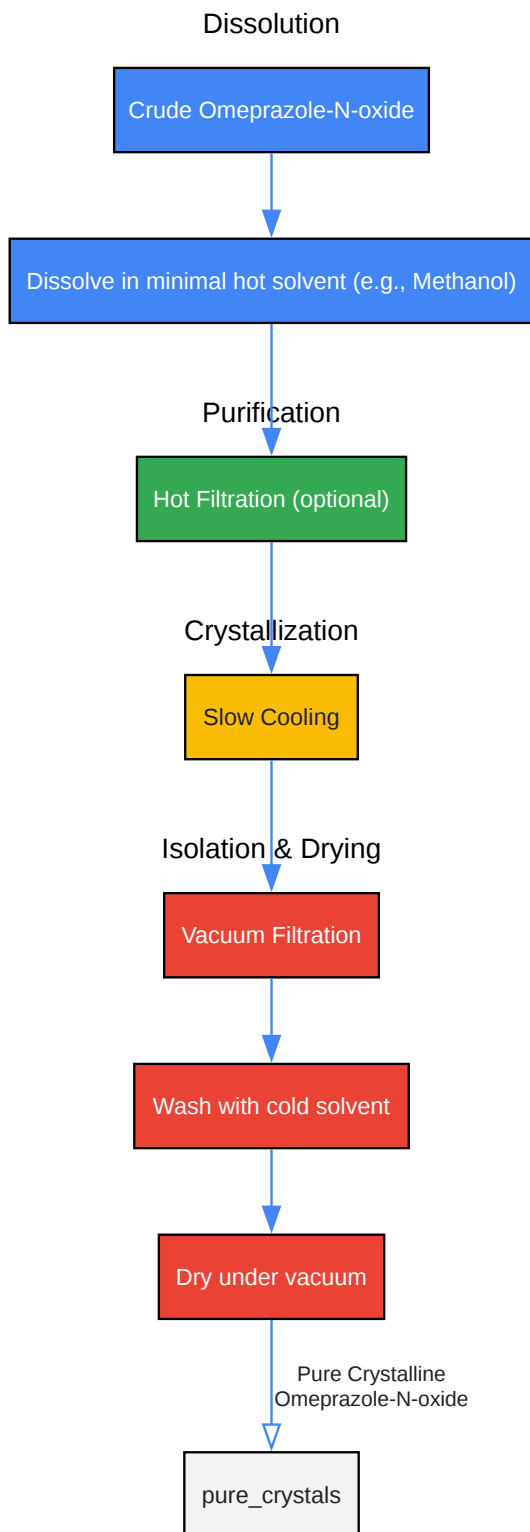 Dissolution
Crude Omeprazole-N-oxide
Dissolve in minimal hot solvent (e.g., Methanol)
Purification
Hot Filtration (optional)
Crystallization
Slow Cooling
Isolation & Drying
Vacuum Filtration
Wash with cold solvent
Dry under vacuum
Pure Crystalline
Omeprazole-N-oxide
pure_crystals